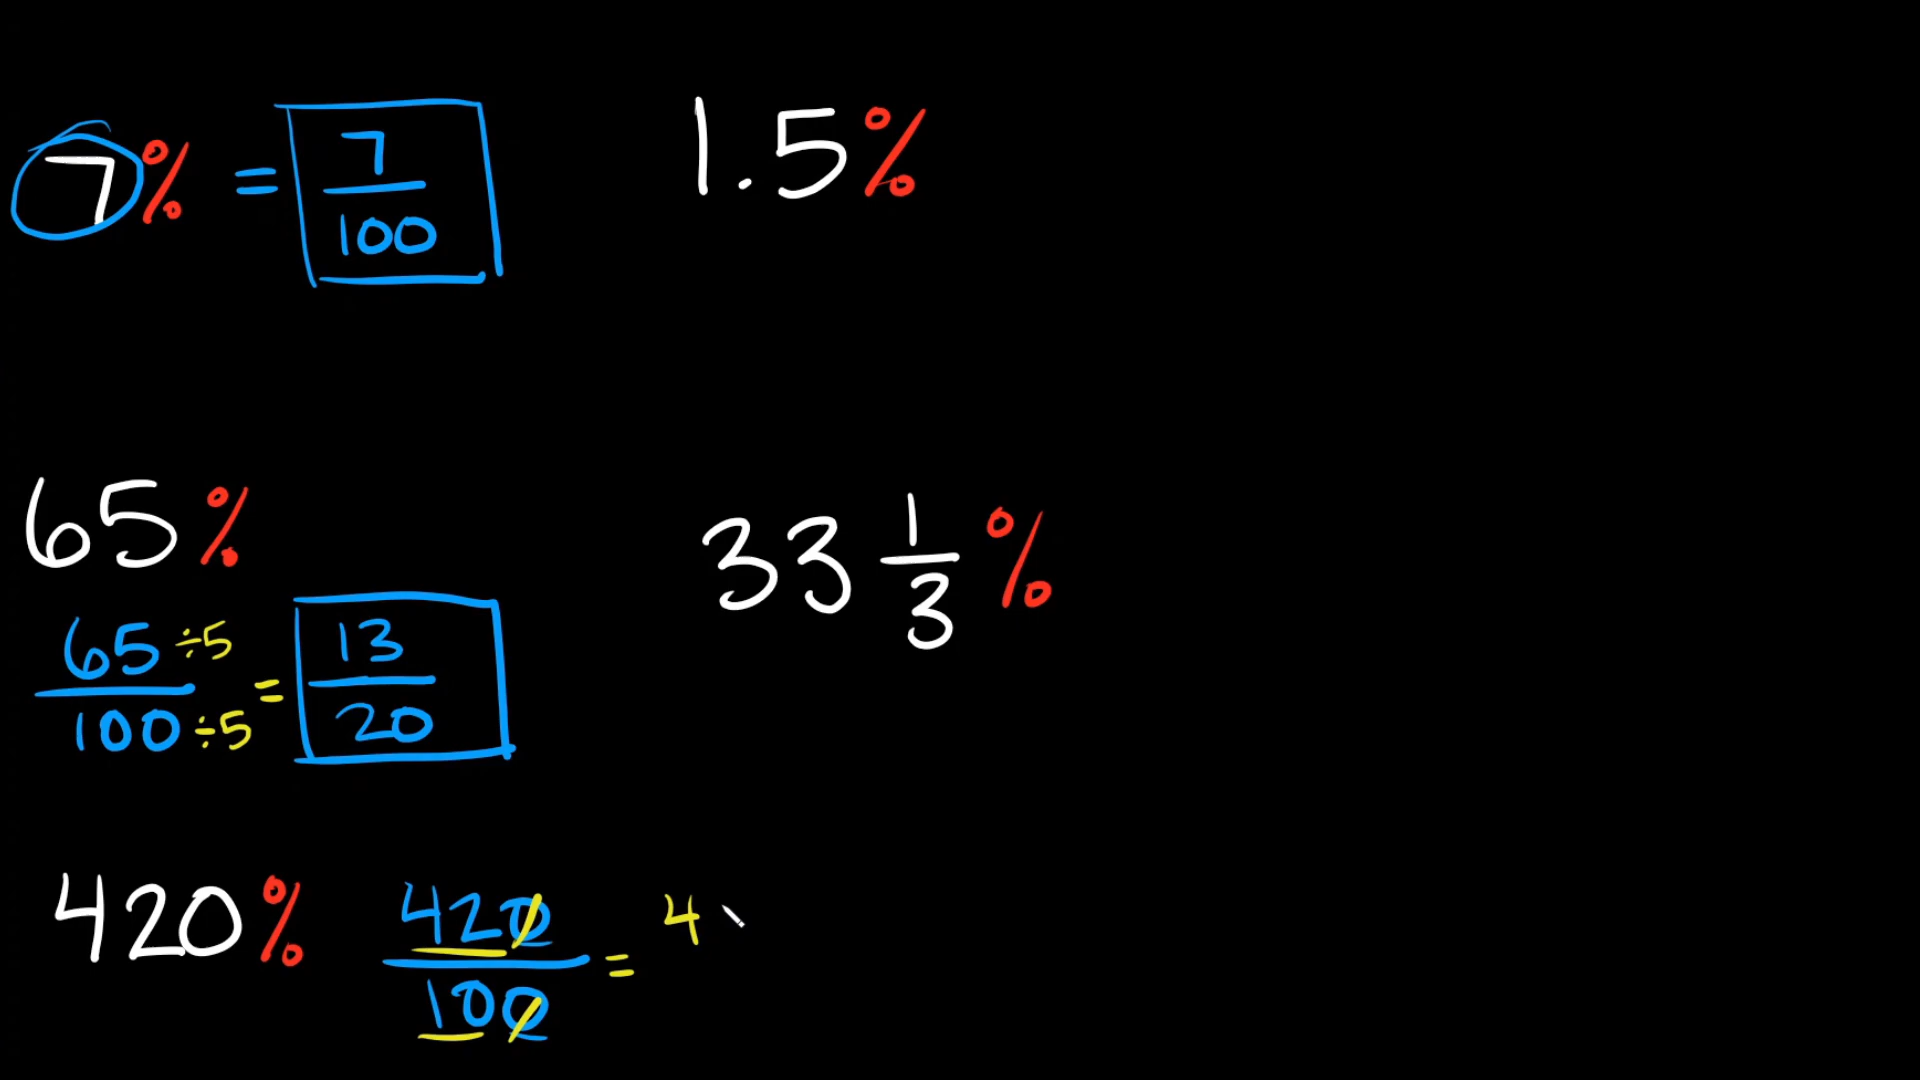 7% = 7/100
65%
65 ÷5 / 100 ÷5 = 13/20
420% 420/100 = 4
1.5%
33 1/3 %